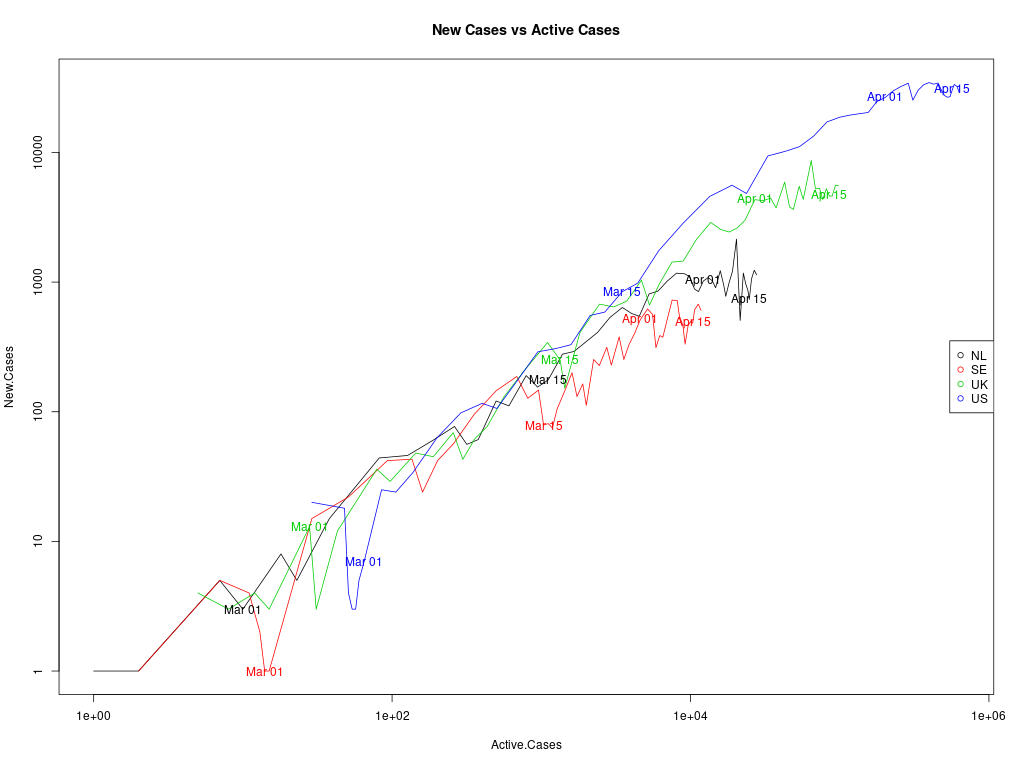 New Cases vs Active Cases
New.Cases
10000
1000
100
10
1
Apr 01
Apr 15
Apr 01
Apr 15
Mar 15
Apr 01
Apr 15
Apr 01
Apr 15
Mar 15
Mar 15
Mar 15
Mar 01
Mar 01
Mar 01
Mar 01
NL
SE
UK
US
1e+00
1e+02
1e+04
1e+06
Active.Cases